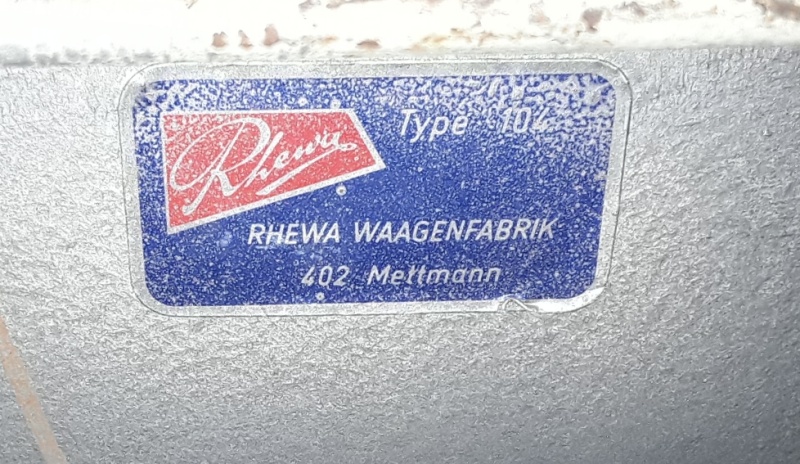 Rhewa
Type 104
RHEWA WAAGENFABRIK
402 Mettmann